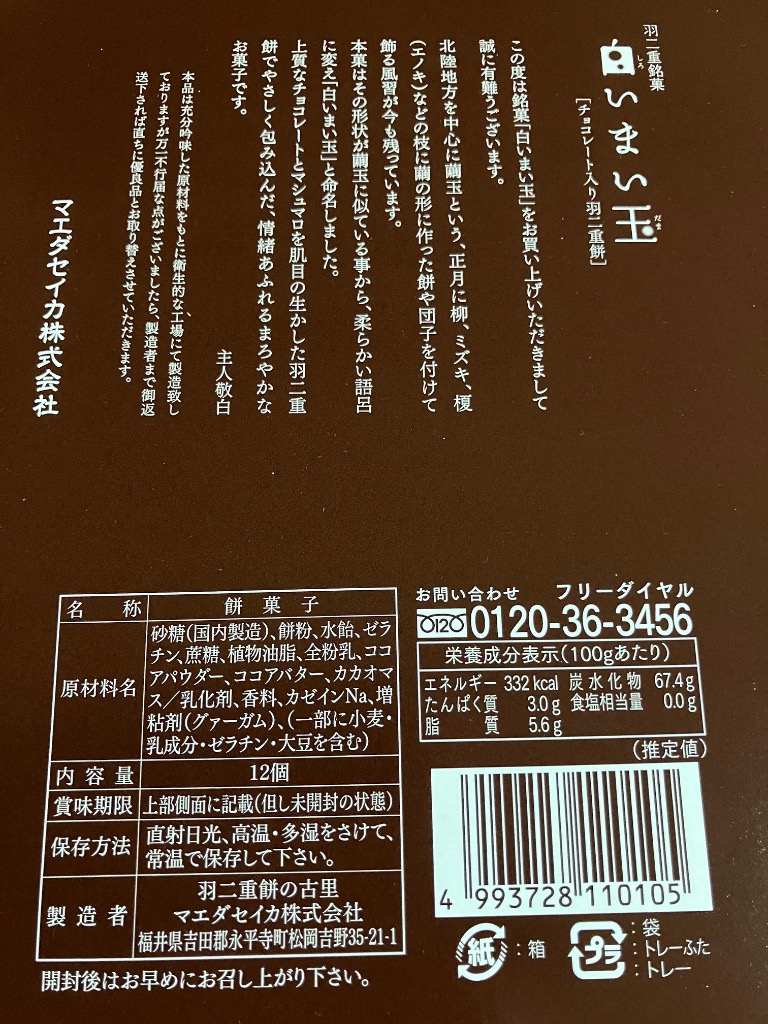 羽二重銘菓
白いまい玉
しろ
だま
[チョコレート入り羽二重餅]
この度は銘菓「白いまい玉」をお買い上げいただきまして
誠に有難うございます。
北陸地方を中心に繭玉という、正月に柳、ミズキ、榎
(エノキ)などの枝に繭の形に作った餅や団子を付けて
飾る風習が今も残っています。
本菓はその形状が繭玉に似ている事から、柔らかい語呂
に変え「白いまい玉」と命名しました。
上質なチョコレートとマシュマロを肌目の生かした羽二重
餅でやさしく包み込んだ、情緒あふれるまろやかな
お菓子です。
主人敬白
本品は充分吟味した原材料をもとに衛生的な工場にて製造致し
ておりますが万一不行届な点がございましたら、製造者まで御返
送下されば直ちに優良品とお取り替えさせていただきます。
マエダセイカ株式会社
名称 餅菓子
原材料名 砂糖(国内製造)、餅粉、水飴、ゼラ
チン、蔗糖、植物油脂、全粉乳、ココ
アパウダー、ココアバター、カカオマ
ス/乳化剤、香料、カゼインNa、増
粘剤(グァーガム)、(一部に小麦・
乳成分・ゼラチン・大豆を含む)
内容量 12個
賞味期限 上部側面に記載(但し未開封の状態)
保存方法 直射日光、高温・多湿をさけて、
常温で保存して下さい。
製造者 羽二重餅の古里
マエダセイカ株式会社
福井県吉田郡永平寺町松岡吉野35-21-1
開封後はお早めにお召し上がり下さい。
お問い合わせ フリーダイヤル
0120-36-3456
栄養成分表示(100gあたり)
エネルギー 332kcal 炭水化物 67.4g
たんぱく質 3.0g 食塩相当量 0.0g
脂質 5.6g
(推定値)
4 993728 110105
紙:箱
プラ:袋
:トレーふた
:トレー